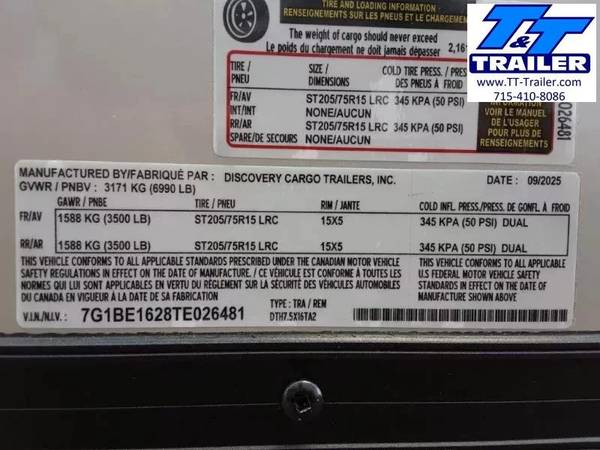 TIRE AND LOADING INFORMATION
RENSEIGNEMENTS SUR LES PNEUS ET LE CHARGEMENT
The weight of cargo should never exceed
Le poids du chargement ne doit jamais dépasser 2,161
TIRE / PNEU
SIZE / DIMENSIONS
COLD TIRE PRESS. / PRESS. DES PNEUS À FROID
FR/AV ST205/75R15 LRC 345 KPA (50 PSI)
INT/INT NONE/AUCUN
RR/AR ST205/75R15 LRC 345 KPA (50 PSI)
SPARE/DE SECOURS NONE/AUCUN
INFORMATION
VOIR LE MANUEL
DE L'USAGER
POUR PLUS DE
RENSEIGNEMENTS
026481
T&T
TRAILER
www.TT-Trailer.com
715-410-8086
MANUFACTURED BY/FABRIQUÉ PAR : DISCOVERY CARGO TRAILERS, INC. DATE : 09/2025
GVWR / PNBV : 3171 KG (6990 LB)
GAWR / PNBE TIRE / PNEU RIM / JANTE COLD INFL. PRESS./PRESS. DE GONFL. À FROID
FR/AV 1588 KG (3500 LB) ST205/75R15 LRC 15X5 345 KPA (50 PSI) DUAL
RR/AR 1588 KG (3500 LB) ST205/75R15 LRC 15X5 345 KPA (50 PSI) DUAL
THIS VEHICLE CONFORMS TO ALL APPLICABLE STANDARDS PRESCRIBED UNDER THE CANADIAN MOTOR VEHICLE
SAFETY REGULATIONS IN EFFECT ON THE DATE OF MANUFACTURE. / CE VÉHICULE EST CONFORME À TOUTES LES
NORMES QUI LUI SONT APPLICABLES EN VERTU DU RÈGLEMENT SUR LA SÉCURITÉ DES VÉHICULES AUTOMOBILES
DU CANADA EN VIGUEUR À LA DATE DE SA FABRICATION
THIS VEHICLE CONFORMS TO ALL APPLICABLE
U.S FEDERAL MOTOR VEHICLE SAFETY
STANDARDS IN EFFECT ON THE DATE OF
MANUFACTURE SHOWN ABOVE.
V.I.N./N.I.V. : 7G1BE1628TE026481
TYPE : TRA / REM
DTH7.5X16TA2